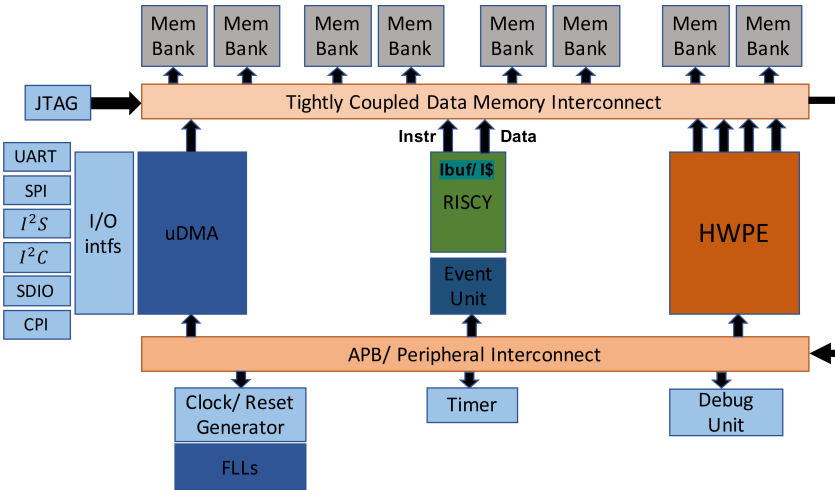 Mem
Bank
Mem
Bank
Mem
Bank
Mem
Bank
Mem
Bank
Mem
Bank
Mem
Bank
Mem
Bank
JTAG
Tightly Coupled Data Memory Interconnect
Instr
Data
UART
SPI
I²S
I²C
SDIO
CPI
I/O
intfs
uDMA
Ibuf/ I$
RISCY
Event
Unit
HWPE
APB/ Peripheral Interconnect
Clock/ Reset
Generator
FLLs
Timer
Debug
Unit